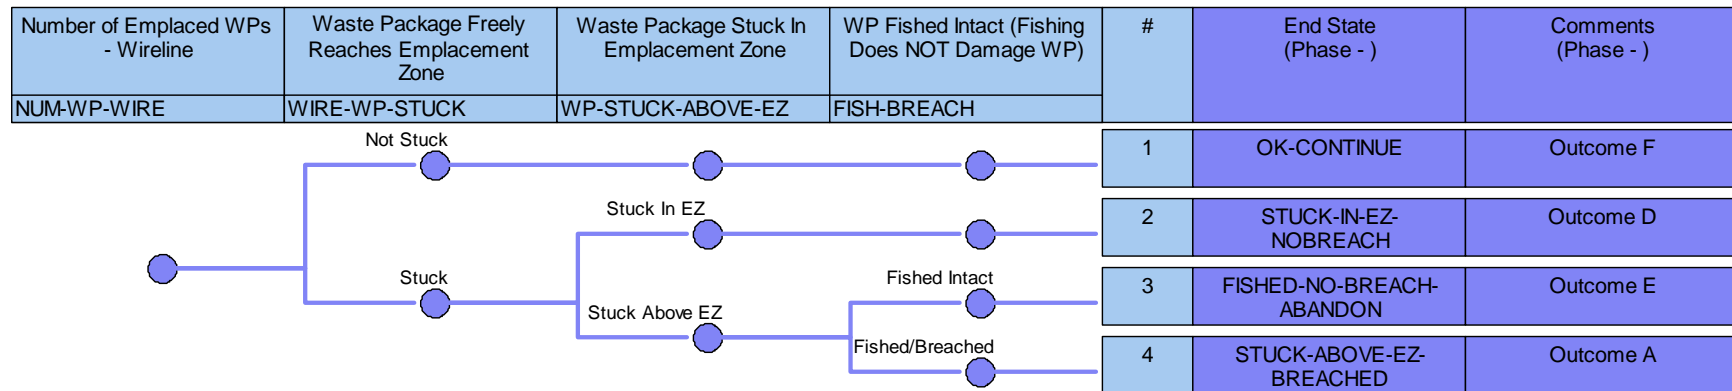 Number of Emplaced WPs
- Wireline
Waste Package Freely
Reaches Emplacement
Zone
Waste Package Stuck In
Emplacement Zone
WP Fished Intact (Fishing
Does NOT Damage WP)
#
End State
(Phase - )
Comments
(Phase - )
NUM-WP-WIRE
WIRE-WP-STUCK
WP-STUCK-ABOVE-EZ
FISH-BREACH
Not Stuck
1
OK-CONTINUE
Outcome F
Stuck In EZ
2
STUCK-IN-EZ-
NOBREACH
Outcome D
Stuck
Fished Intact
3
FISHED-NO-BREACH-
ABANDON
Outcome E
Stuck Above EZ
Fished/Breached
4
STUCK-ABOVE-EZ-
BREACHED
Outcome A